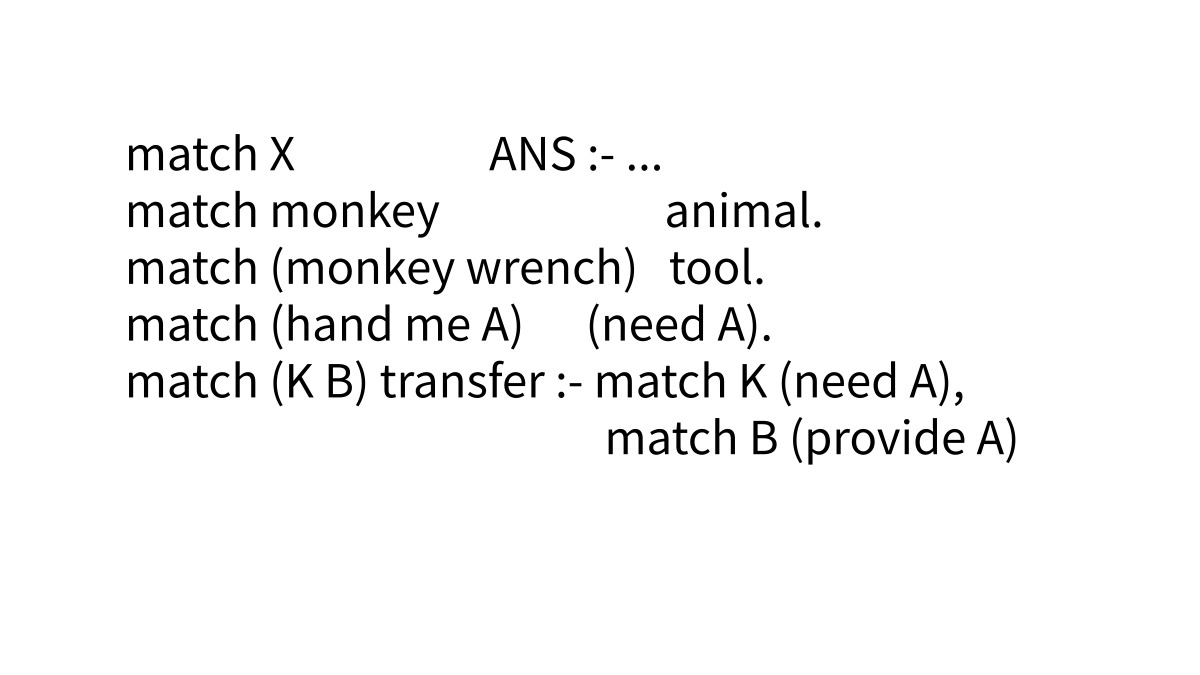 match X ANS :- ...
match monkey animal.
match (monkey wrench) tool.
match (hand me A) (need A).
match (K B) transfer :- match K (need A),
match B (provide A)